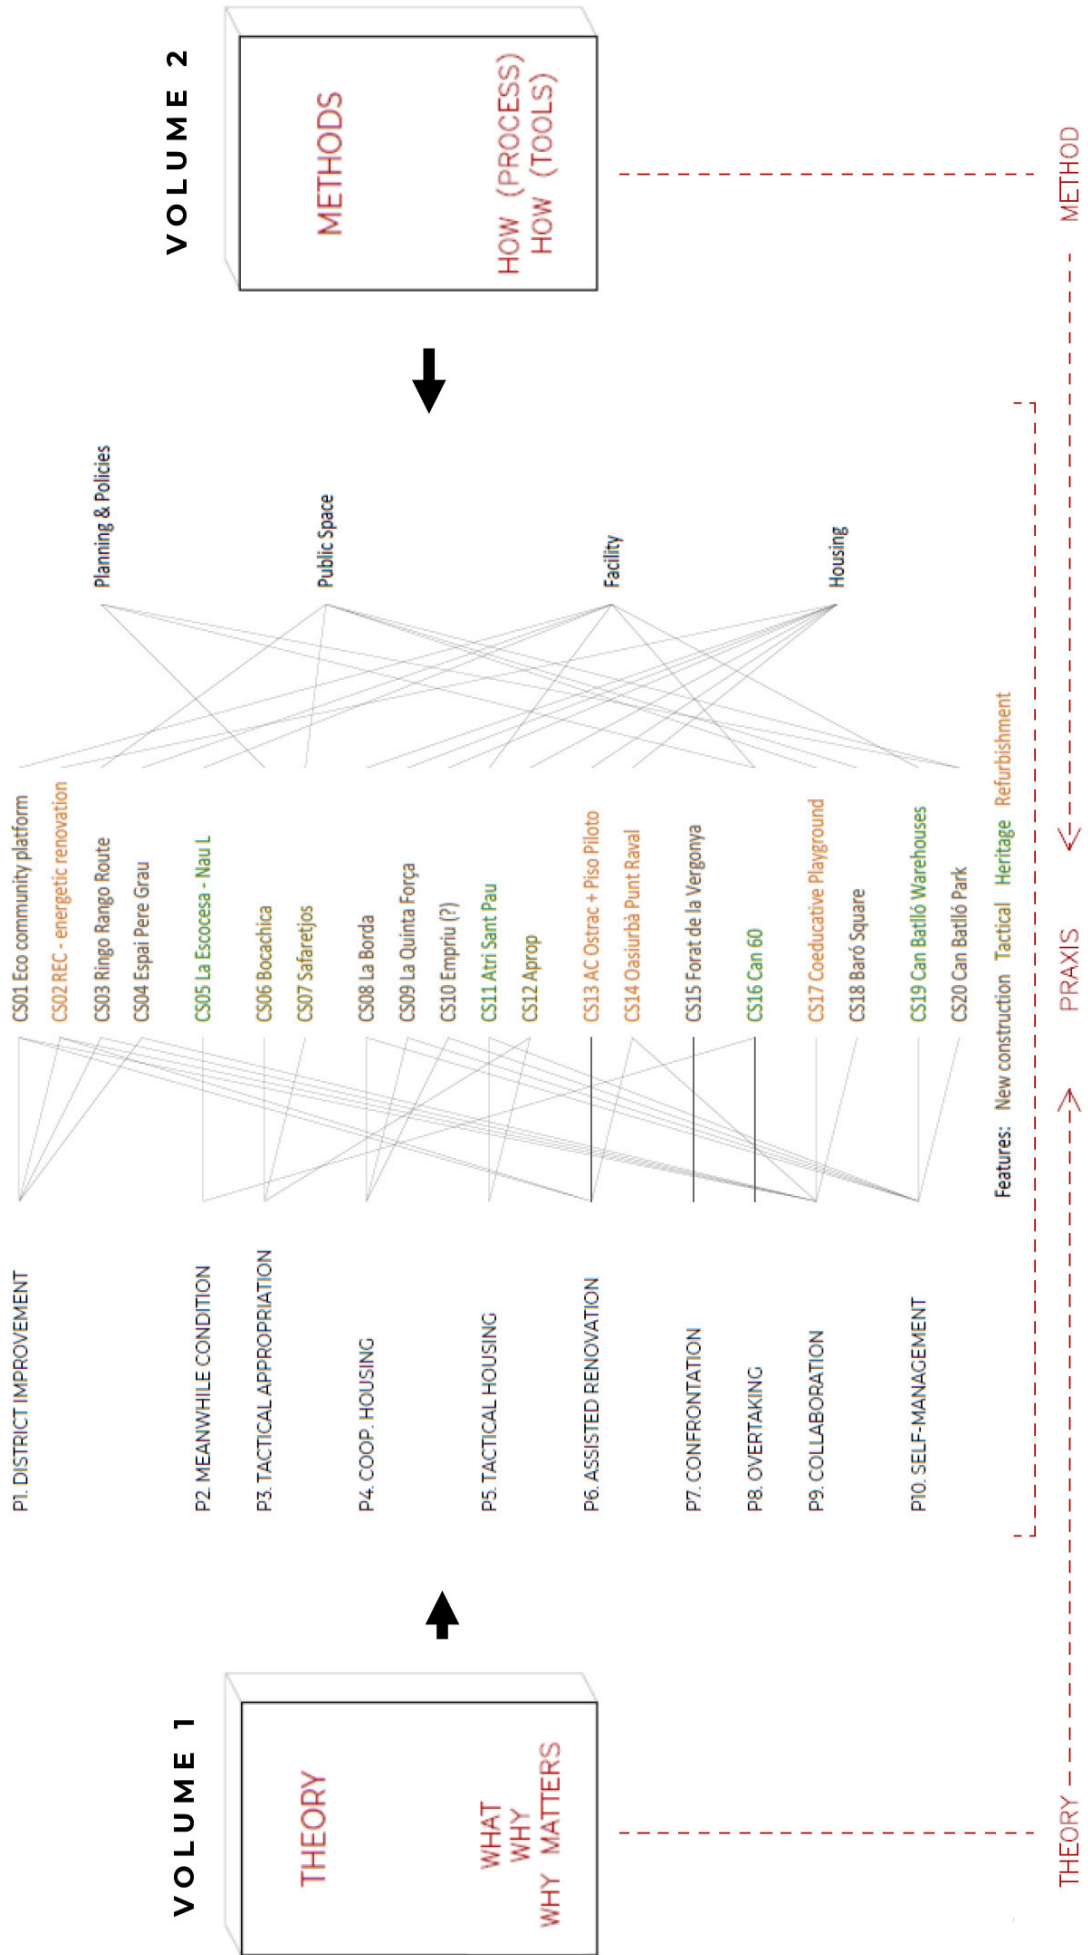 VOLUME 1
THEORY
WHAT
WHY
WHY MATTERS
P1. DISTRICT IMPROVEMENT
P2. MEANWHILE CONDITION
P3. TACTICAL APPROPRIATION
P4. COOP. HOUSING
P5. TACTICAL HOUSING
P6. ASSISTED RENOVATION
P7. CONFRONTATION
P8. OVERTAKING
P9. COLLABORATION
P10. SELF-MANAGEMENT
CS01 Eco community platform
CS02 REC - energetic renovation
CS03 Ringo Rango Route
CS04 Espai Pere Grau
CS05 La Escocesa - Nau L
CS06 Bocachica
CS07 Safaretjos
CS08 La Borda
CS09 La Quinta Força
CS10 Empriu (?)
CS11 Atri Sant Pau
CS12 Aprop
CS13 AC Ostrac + Piso Piloto
CS14 Oasiurbà Punt Raval
CS15 Forat de la Vergonya
CS16 Can 60
CS17 Coeducative Playground
CS18 Baró Square
CS19 Can Batlló Warehouses
CS20 Can Batlló Park
Features: New construction Tactical Heritage Refurbishment
Planning & Policies
Public Space
Facility
Housing
VOLUME 2
METHODS
HOW (PROCESS)
HOW (TOOLS)
THEORY PRAXIS METHOD